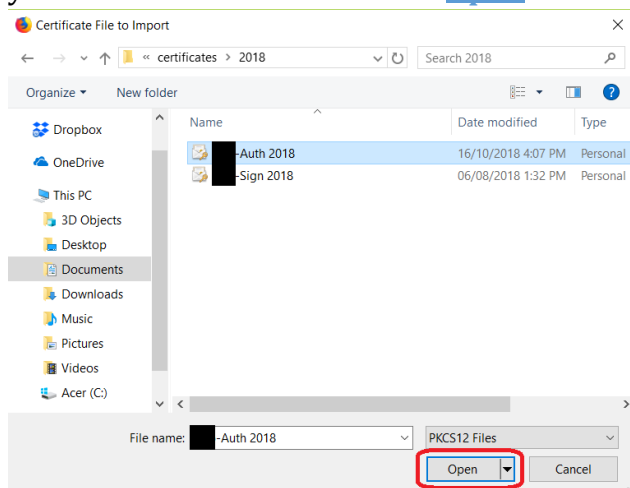 Certificate File to Import
« certificates > 2018
Search 2018
Organize
New folder
Name
Date modified
Type
Dropbox
OneDrive
This PC
3D Objects
Desktop
Documents
Downloads
Music
Pictures
Videos
Acer (C:)
-Auth 2018 16/10/2018 4:07 PM Personal
-Sign 2018 06/08/2018 1:32 PM Personal
File name: -Auth 2018
PKCS12 Files
Open
Cancel